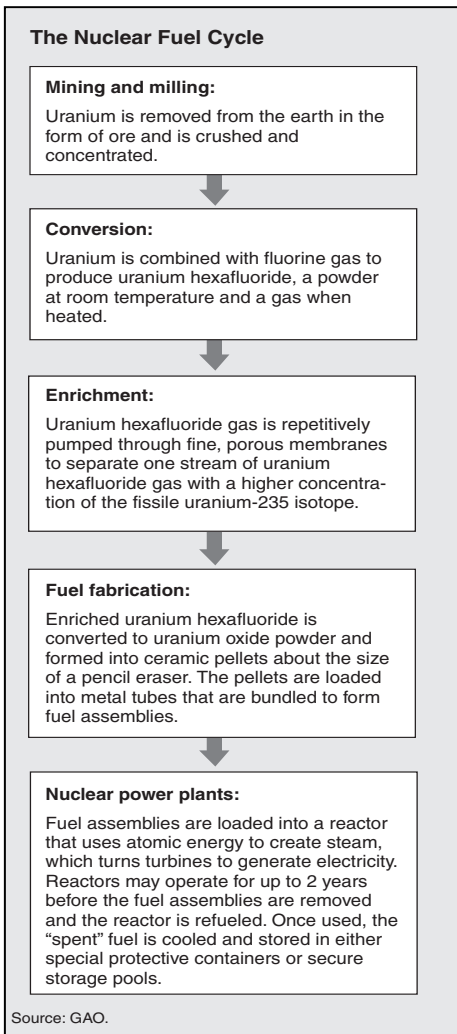 The Nuclear Fuel Cycle
Mining and milling:
Uranium is removed from the earth in the
form of ore and is crushed and
concentrated.
Conversion:
Uranium is combined with fluorine gas to
produce uranium hexafluoride, a powder
at room temperature and a gas when
heated.
Enrichment:
Uranium hexafluoride gas is repetitively
pumped through fine, porous membranes
to separate one stream of uranium
hexafluoride gas with a higher concentra-
tion of the fissile uranium-235 isotope.
Fuel fabrication:
Enriched uranium hexafluoride is
converted to uranium oxide powder and
formed into ceramic pellets about the size
of a pencil eraser. The pellets are loaded
into metal tubes that are bundled to form
fuel assemblies.
Nuclear power plants:
Fuel assemblies are loaded into a reactor
that uses atomic energy to create steam,
which turns turbines to generate electricity.
Reactors may operate for up to 2 years
before the fuel assemblies are removed
and the reactor is refueled. Once used, the
“spent” fuel is cooled and stored in either
special protective containers or secure
storage pools.
Source: GAO.